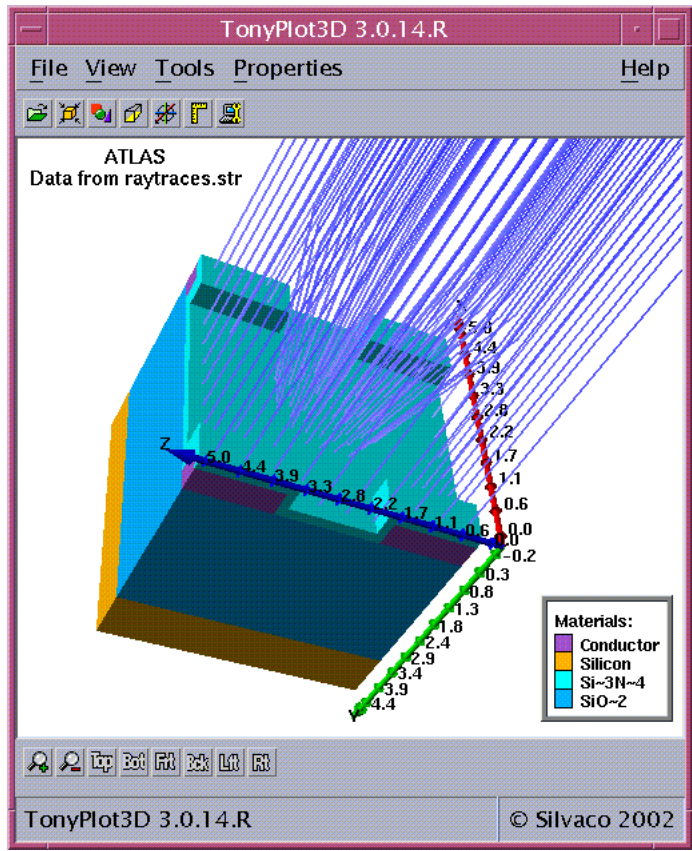 TonyPlot3D 3.0.14.R
File View Tools Properties Help
ATLAS
Data from raytraces.str
5.0
4.4
3.9
3.3
2.8
2.2
1.7
1.1
0.6
0.0
Z
5.0
4.4
3.9
3.3
2.8
2.2
1.7
1.1
0.6
0.0
-0.2
0.3
0.8
1.3
1.8
2.4
2.9
3.4
3.9
4.4
Y
Materials:
Conductor
Silicon
Si~3N~4
SiO~2
Top Bot Frt Bck Lft Rt
TonyPlot3D 3.0.14.R © Silvaco 2002